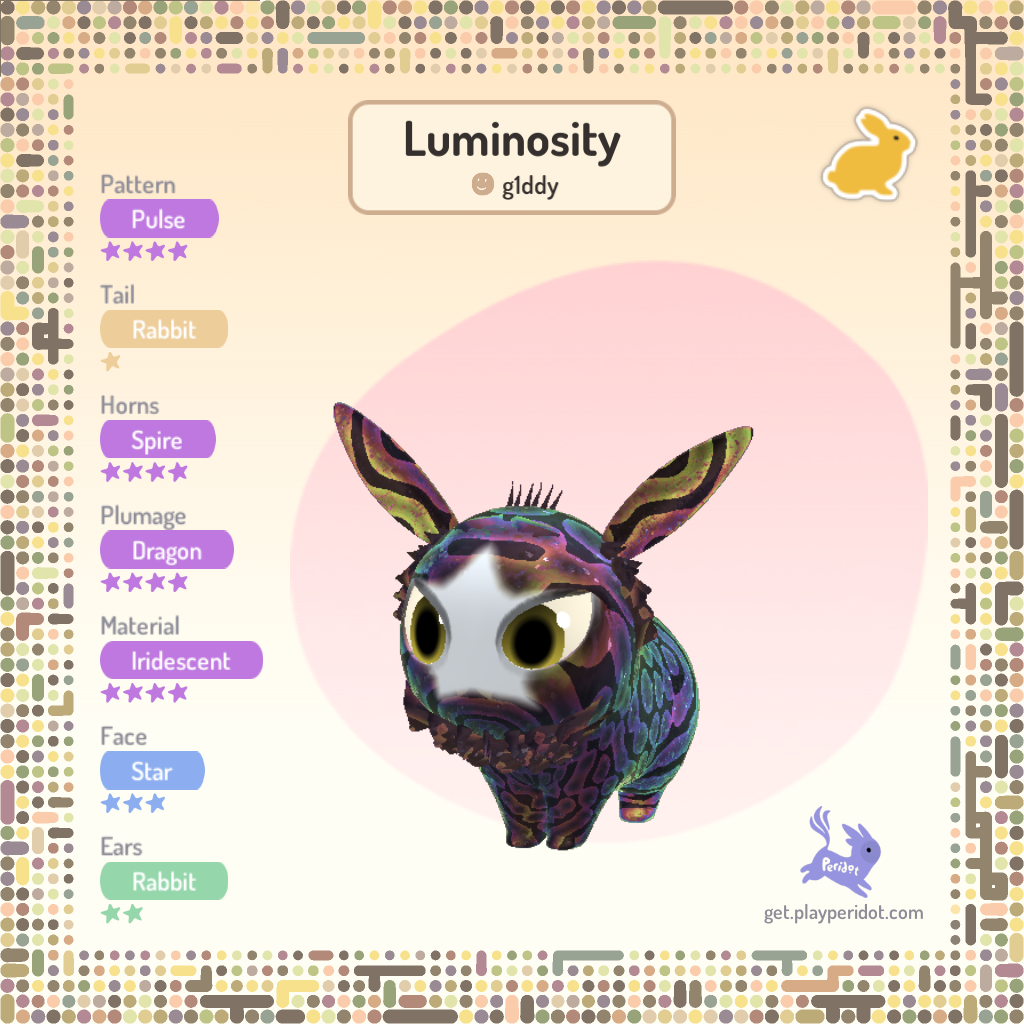 Luminosity
g1ddy
Pattern
Pulse
Tail
Rabbit
Horns
Spire
Plumage
Dragon
Material
Iridescent
Face
Star
Ears
Rabbit
Peridot
get.playperidot.com